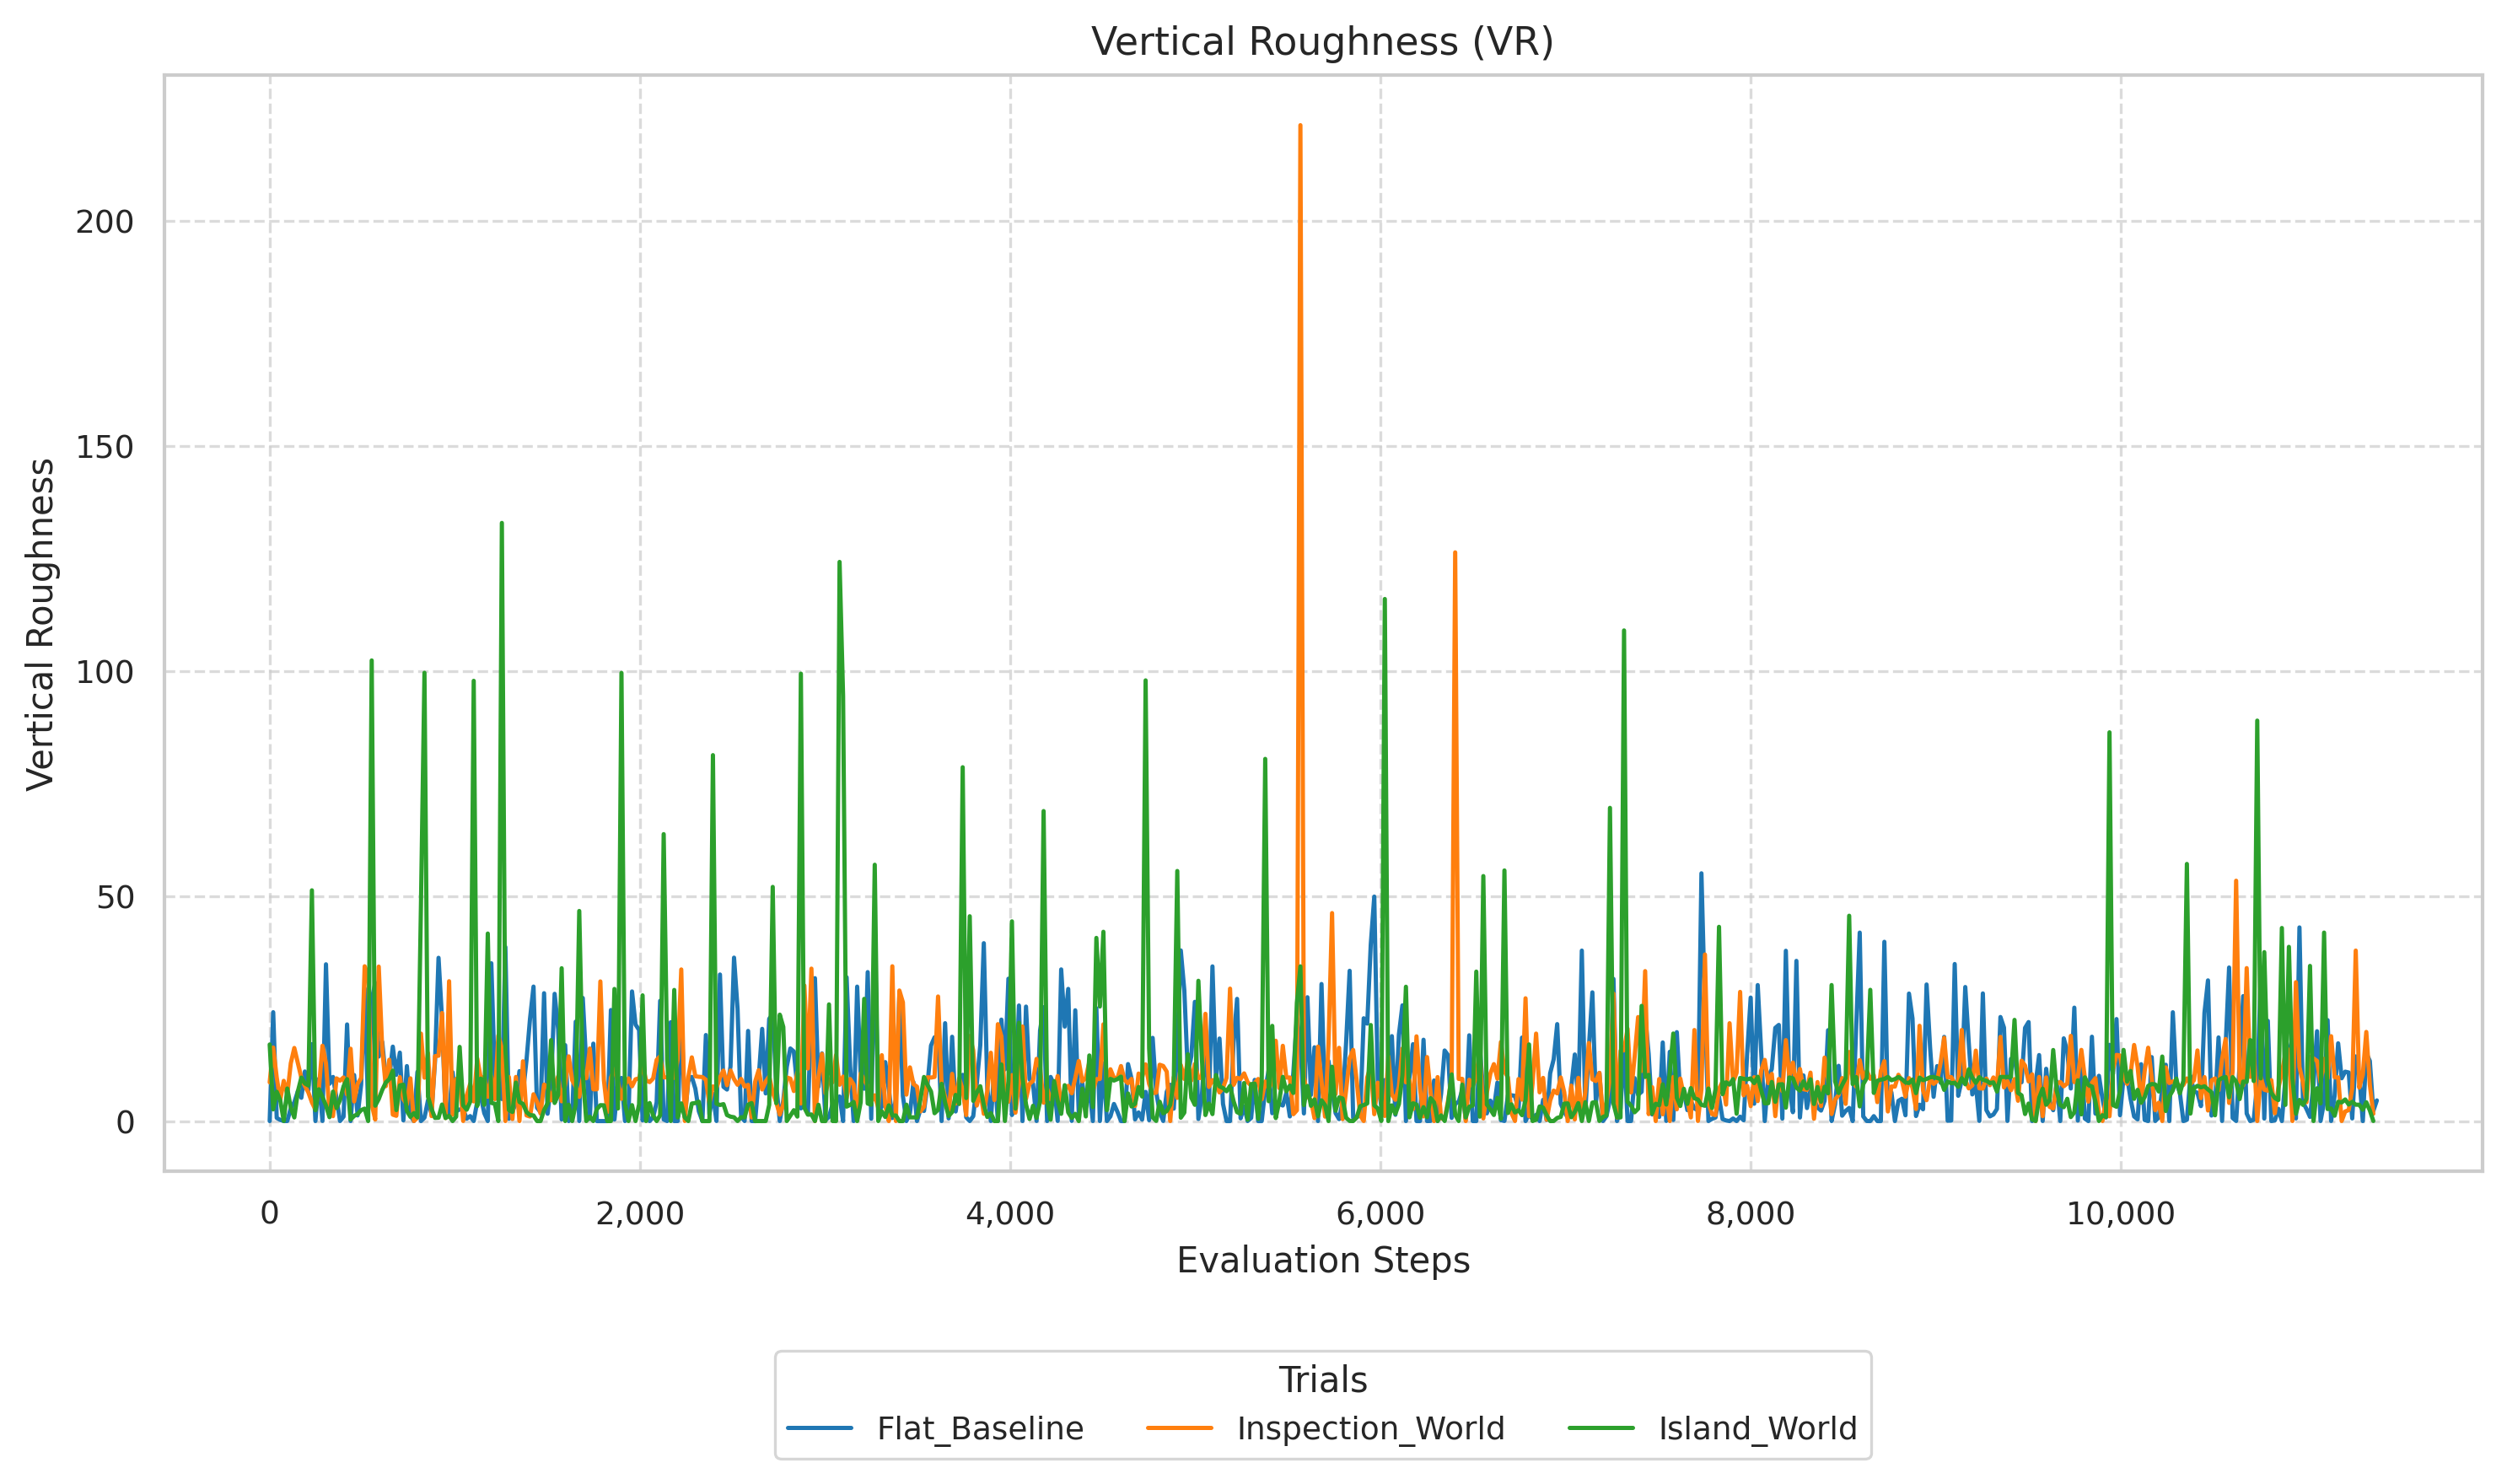 Vertical Roughness (VR)
Vertical Roughness
200
150
100
50
0
0 2,000 4,000 6,000 8,000 10,000
Evaluation Steps
Trials
Flat_Baseline Inspection_World Island_World